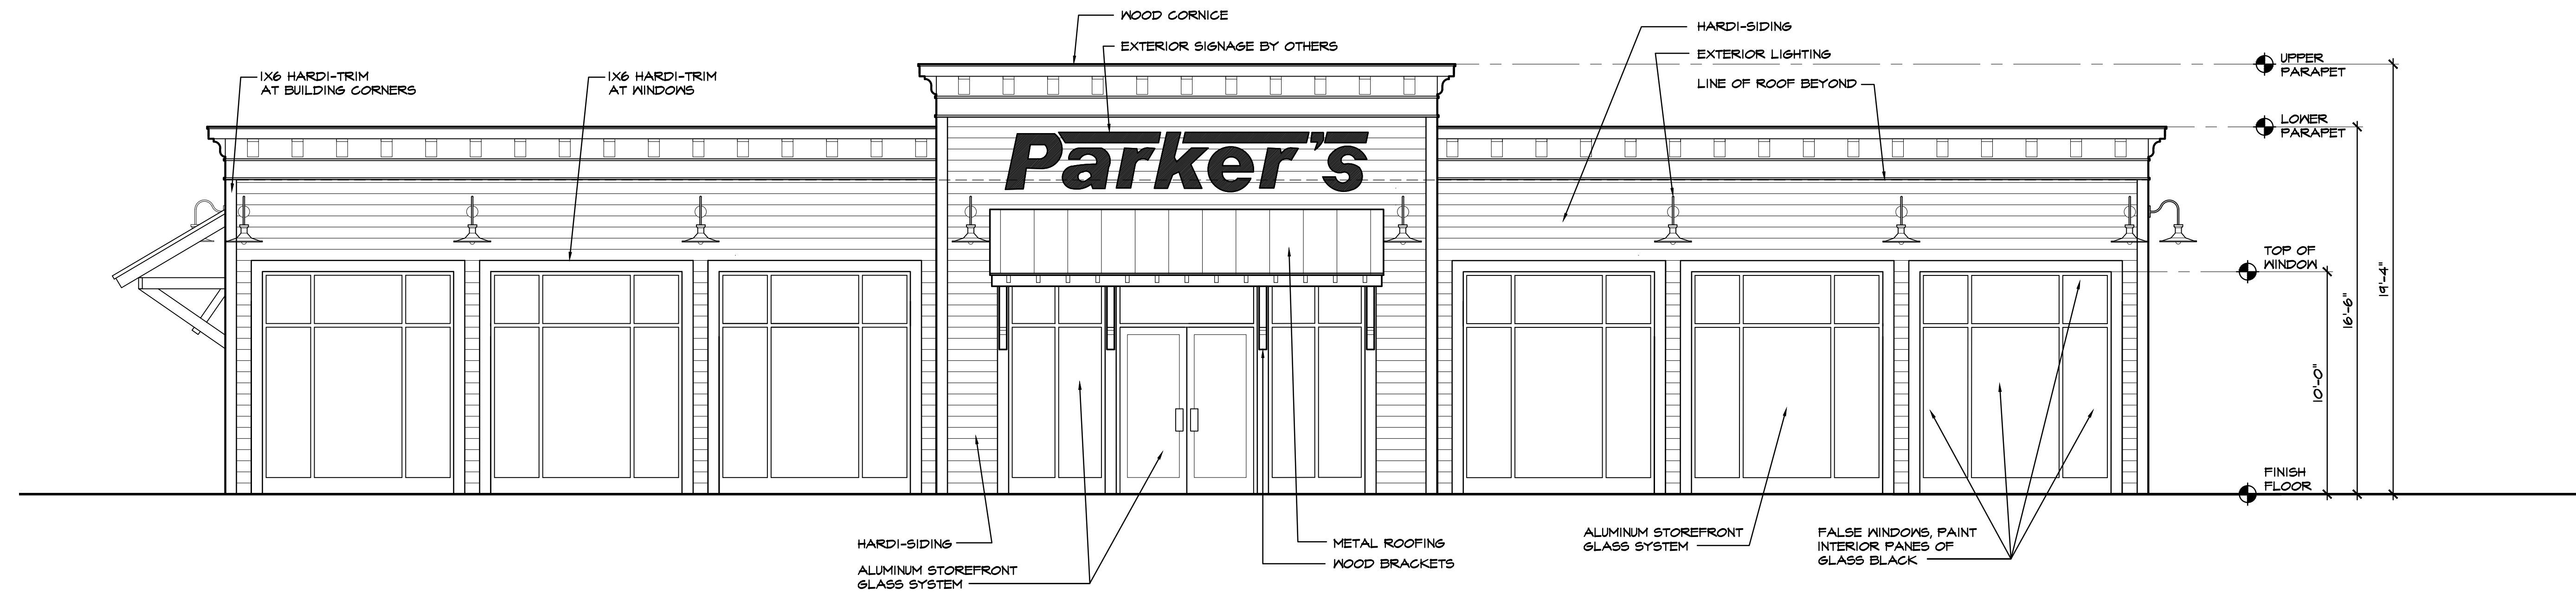 WOOD CORNICE
EXTERIOR SIGNAGE BY OTHERS
HARDI-SIDING
EXTERIOR LIGHTING
LINE OF ROOF BEYOND
UPPER
PARAPET
1X6 HARDI-TRIM
AT BUILDING CORNERS
1X6 HARDI-TRIM
AT WINDOWS
LOWER
PARAPET
Parker's
TOP OF
WINDOW
19'-4"
16'-6"
10'-0"
FINISH
FLOOR
HARDI-SIDING
ALUMINUM STOREFRONT
GLASS SYSTEM
METAL ROOFING
WOOD BRACKETS
ALUMINUM STOREFRONT
GLASS SYSTEM
FALSE WINDOWS, PAINT
INTERIOR PANES OF
GLASS BLACK